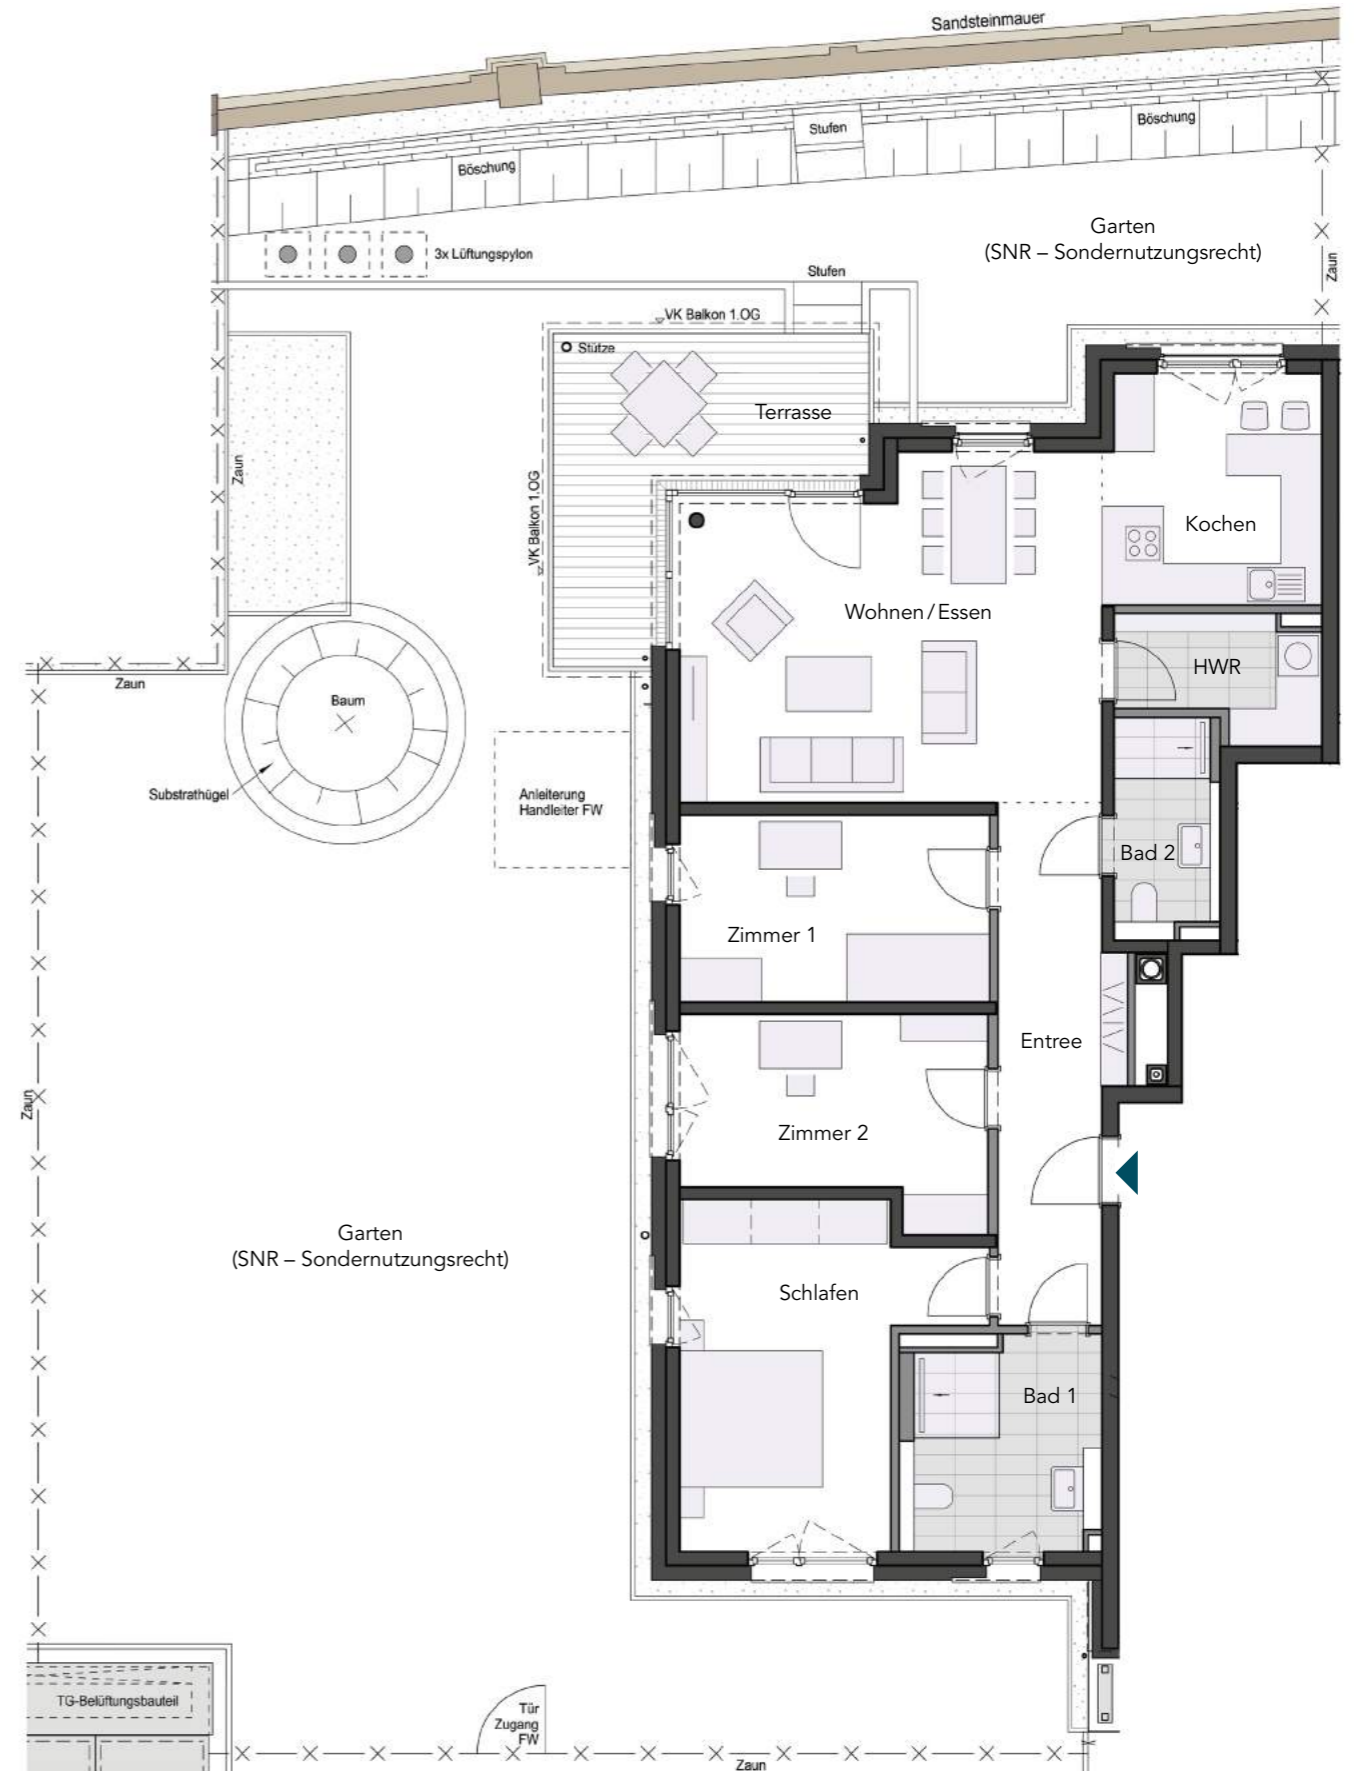 Sandsteinmauer
Stufen
Böschung
Böschung
Garten
(SNR – Sondernutzungsrecht)
3x Lüftungspylon
Stufen
Zaun
VK Balkon 1.OG
Stütze
Terrasse
Zaun
VK Balkon 1.OG
Kochen
Wohnen / Essen
HWR
Zaun
Baum
Substrathügel
Anleiterung
Handleiter FW
Bad 2
Zimmer 1
Entree
Zaun
Zimmer 2
Garten
(SNR – Sondernutzungsrecht)
Schlafen
Bad 1
TG-Belüftungsbauteil
Tür
Zugang
FW
Zaun